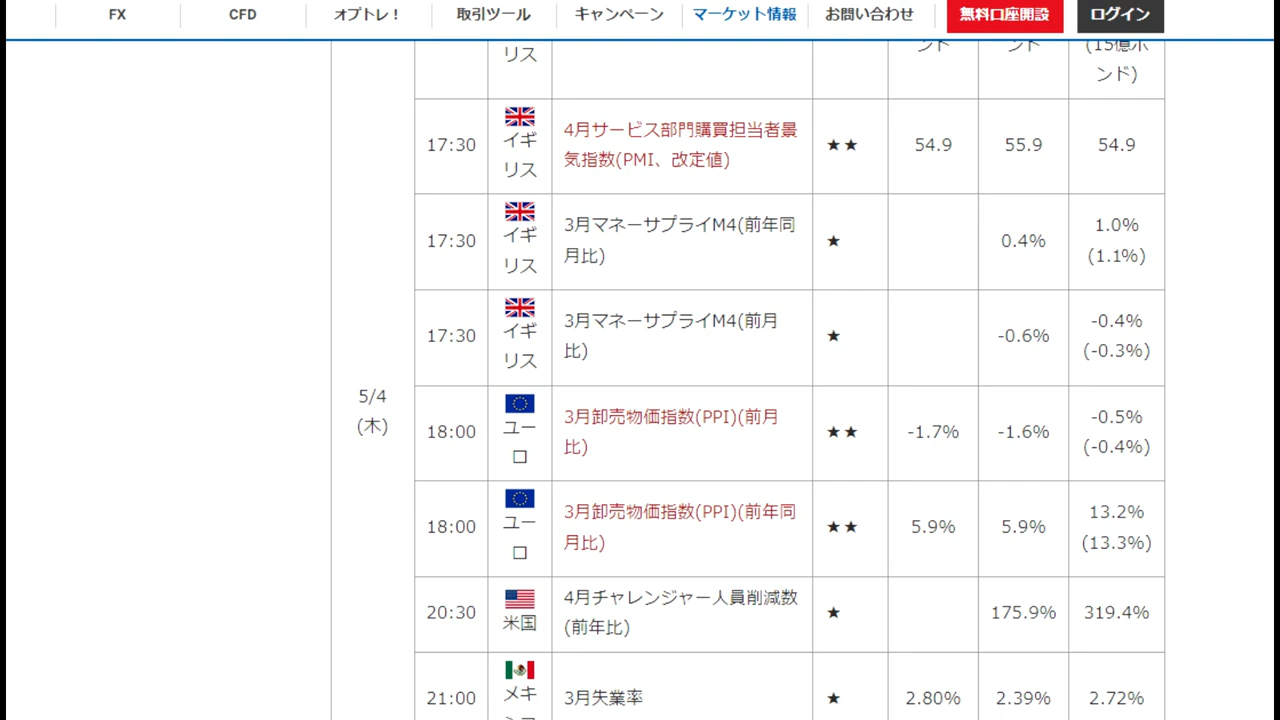 FX
CFD
オプトレ！
取引ツール
キャンペーン
マーケット情報
お問い合わせ
無料口座開設
ログイン
リス
ンド
ンド
(15億ポ
ンド)
5/4
(木)
17:30
イギ
リス
4月サービス部門購買担当者景
気指数(PMI、改定値)
★★
54.9
55.9
54.9
17:30
イギ
リス
3月マネーサプライM4(前年同
月比)
★
0.4%
1.0%
(1.1%)
17:30
イギ
リス
3月マネーサプライM4(前月
比)
★
-0.6%
-0.4%
(-0.3%)
18:00
ユー
ロ
3月卸売物価指数(PPI)(前月
比)
★★
-1.7%
-1.6%
-0.5%
(-0.4%)
18:00
ユー
ロ
3月卸売物価指数(PPI)(前年同
月比)
★★
5.9%
5.9%
13.2%
(13.3%)
20:30
米国
4月チャレンジャー人員削減数
(前年比)
★
175.9%
319.4%
21:00
メキ
3月失業率
★
2.80%
2.39%
2.72%